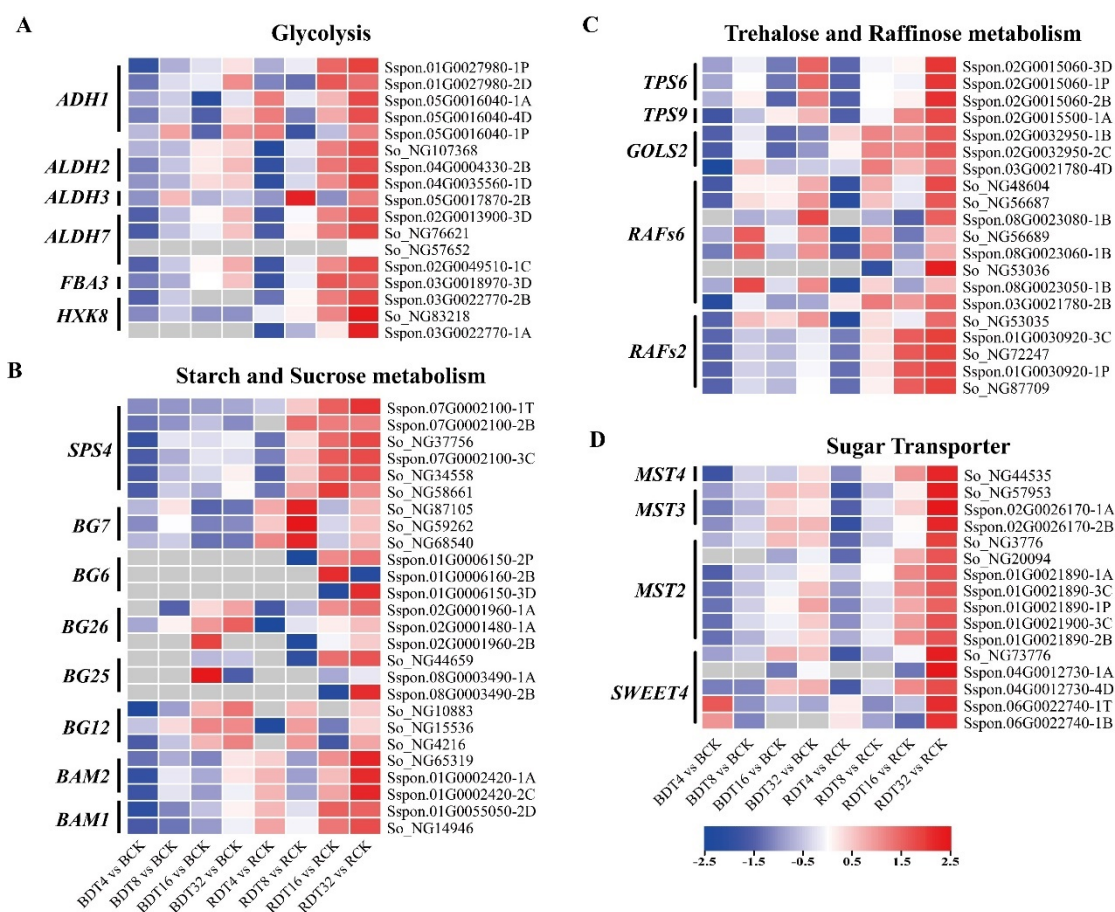 A
Glycolysis
ADH1
ALDH2
ALDH3
ALDH7
FBA3
HXK8
Sspon.01G0027980-1P
Sspon.01G0027980-2D
Sspon.05G0016040-1A
Sspon.05G0016040-4D
Sspon.05G0016040-1P
So_NG107368
Sspon.04G0004330-2B
Sspon.04G0035560-1D
Sspon.05G0017870-2B
Sspon.02G0013900-3D
So_NG76621
So_NG57652
Sspon.02G0049510-1C
Sspon.03G0018970-3D
Sspon.03G0022770-2B
So_NG83218
Sspon.03G0022770-1A
B
Starch and Sucrose metabolism
SPS4
BG7
BG6
BG26
BG25
BG12
BAM2
BAM1
Sspon.07G0002100-1T
Sspon.07G0002100-2B
So_NG37756
Sspon.07G0002100-3C
So_NG34558
So_NG58661
So_NG87105
So_NG59262
So_NG68540
Sspon.01G0006150-2P
Sspon.01G0006160-2B
Sspon.01G0006150-3D
Sspon.02G0001960-1A
Sspon.02G0001480-1A
Sspon.02G0001960-2B
So_NG44659
Sspon.08G0003490-1A
Sspon.08G0003490-2B
So_NG10883
So_NG15536
So_NG4216
So_NG65319
Sspon.01G0002420-1A
Sspon.01G0002420-2C
Sspon.01G0055050-2D
So_NG14946
BDT4 vs BCK
BDT8 vs BCK
BDT16 vs BCK
BDT32 vs BCK
RDT4 vs RCK
RDT8 vs RCK
RDT16 vs RCK
RDT32 vs RCK
C
Trehalose and Raffinose metabolism
TPS6
TPS9
GOLS2
RAFs6
RAFs2
Sspon.02G0015060-3D
Sspon.02G0015060-1P
Sspon.02G0015060-2B
Sspon.02G0015500-1A
Sspon.02G0032950-1B
Sspon.02G0032950-2C
Sspon.03G0021780-4D
So_NG48604
So_NG56687
Sspon.08G0023080-1B
So_NG56689
Sspon.08G0023060-1B
So_NG53036
Sspon.08G0023050-1B
Sspon.03G0021780-2B
So_NG53035
Sspon.01G0030920-3C
So_NG72247
Sspon.01G0030920-1P
So_NG87709
D
Sugar Transporter
MST4
MST3
MST2
SWEET4
So_NG44535
So_NG57953
Sspon.02G0026170-1A
Sspon.02G0026170-2B
So_NG3776
So_NG20094
Sspon.01G0021890-1A
Sspon.01G0021890-3C
Sspon.01G0021890-1P
Sspon.01G0021900-3C
Sspon.01G0021890-2B
So_NG73776
Sspon.04G0012730-1A
Sspon.04G0012730-4D
Sspon.06G0022740-1T
Sspon.06G0022740-1B
BDT4 vs BCK
BDT8 vs BCK
BDT16 vs BCK
BDT32 vs BCK
RDT4 vs RCK
RDT8 vs RCK
RDT16 vs RCK
RDT32 vs RCK
-2.5 -1.5 -0.5 0.5 1.5 2.5